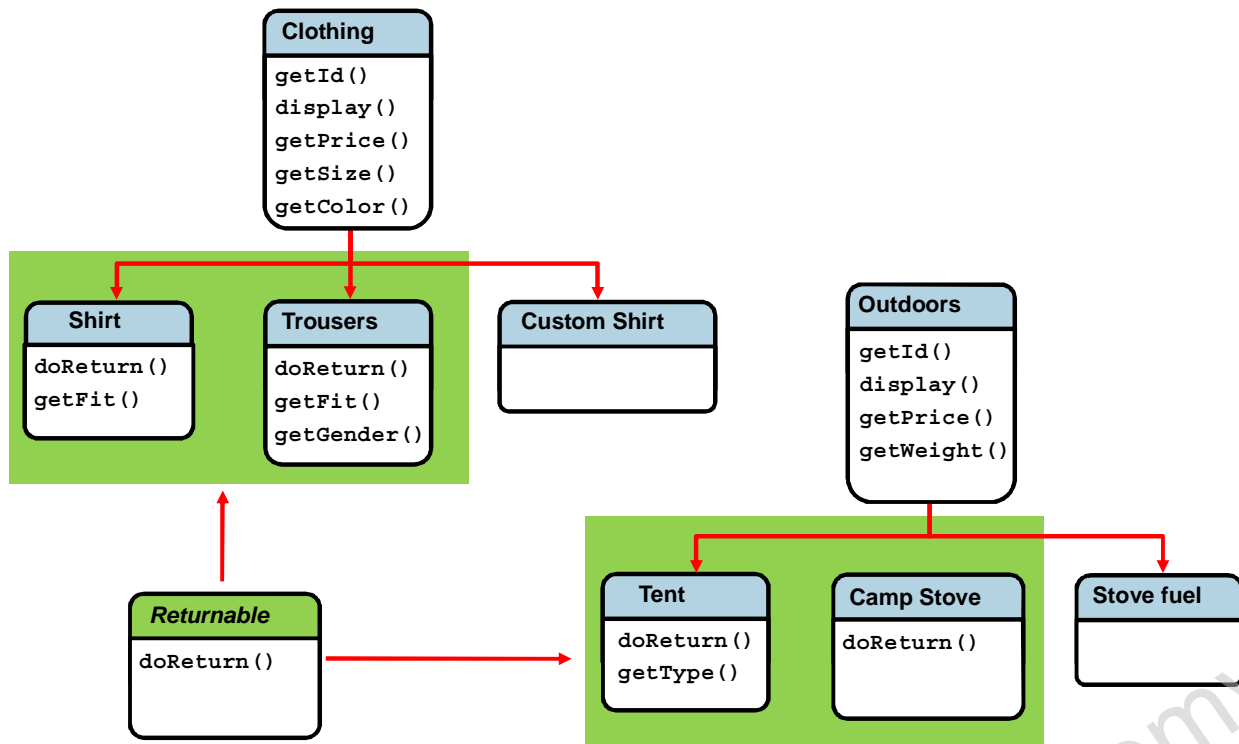 Clothing
getId()
display()
getPrice()
getSize()
getColor()
Shirt
doReturn()
getFit()
Trousers
doReturn()
getFit()
getGender()
Custom Shirt
Outdoors
getId()
display()
getPrice()
getWeight()
Returnable
doReturn()
Tent
doReturn()
getType()
Camp Stove
doReturn()
Stove fuel